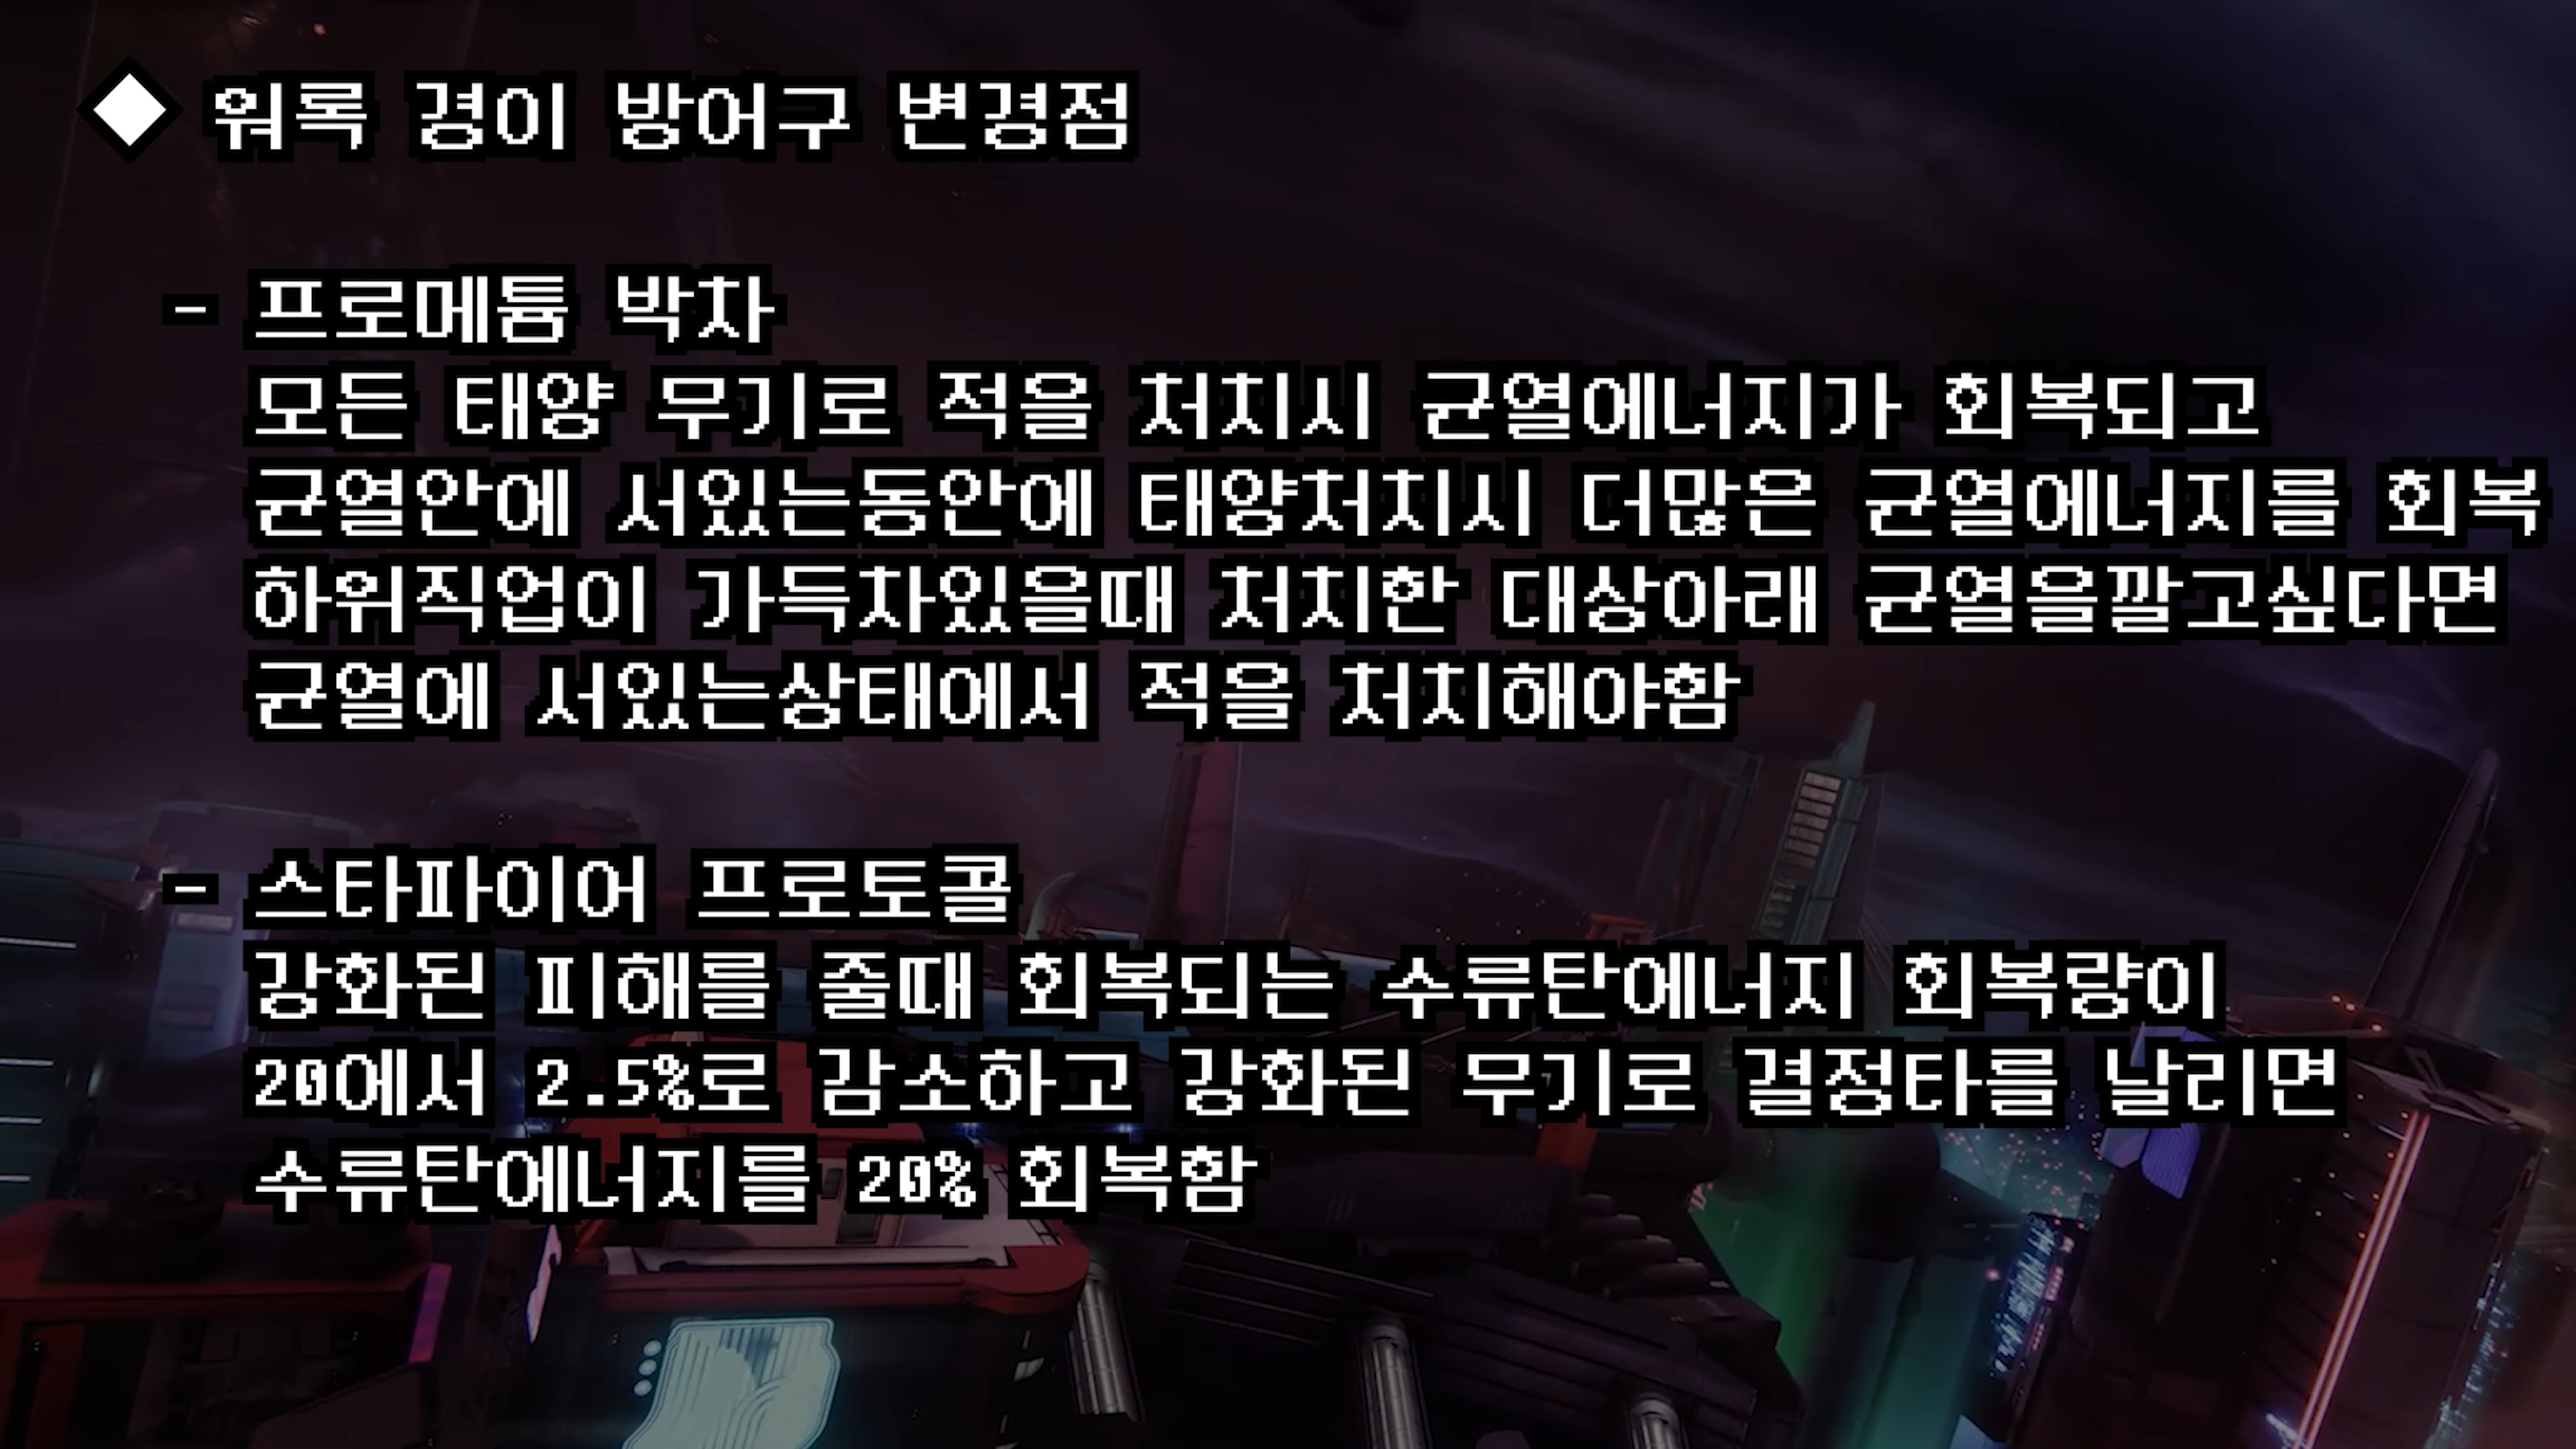 ◆ 워록 경이 방어구 변경점
- 프로메튬 박차
모든 태양 무기로 적을 처치시 균열에너지가 회복되고
균열안에 서있는동안에 태양처치시 더많은 균열에너지를 회복
하위직업이 가득차있을때 처치한 대상아래 균열을깔고싶다면
균열에 서있는상태에서 적을 처치해야함
- 스타파이어 프로토콜
강화된 피해를 줄때 회복되는 수류탄에너지 회복량이
20에서 2.5%로 감소하고 강화된 무기로 결정타를 날리면
수류탄에너지를 20% 회복함